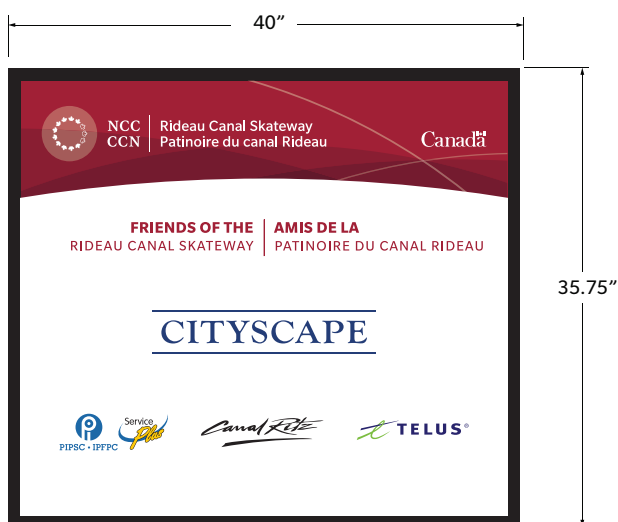 40”
NCC
CCN
Rideau Canal Skateway
Patinoire du canal Rideau
Canada
35.75”
FRIENDS OF THE
RIDEAU CANAL SKATEWAY
AMIS DE LA
PATINOIRE DU CANAL RIDEAU
CITYSCAPE
PIPSC • IPFPC
Service
Plus
Canal Ritz
TELUS®